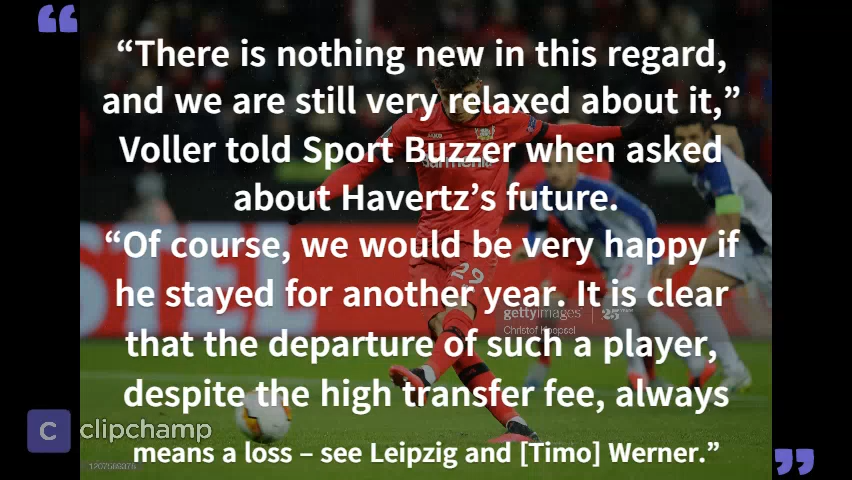 “There is nothing new in this regard,
and we are still very relaxed about it,”
Voller told Sport Buzzer when asked
about Havertz’s future.
“Of course, we would be very happy if
he stayed for another year. It is clear
29
gettyimages
that the departure of such a player,
despite the high transfer fee, always
C clipchamp
means a loss – see Leipzig and [Timo] Werner.”